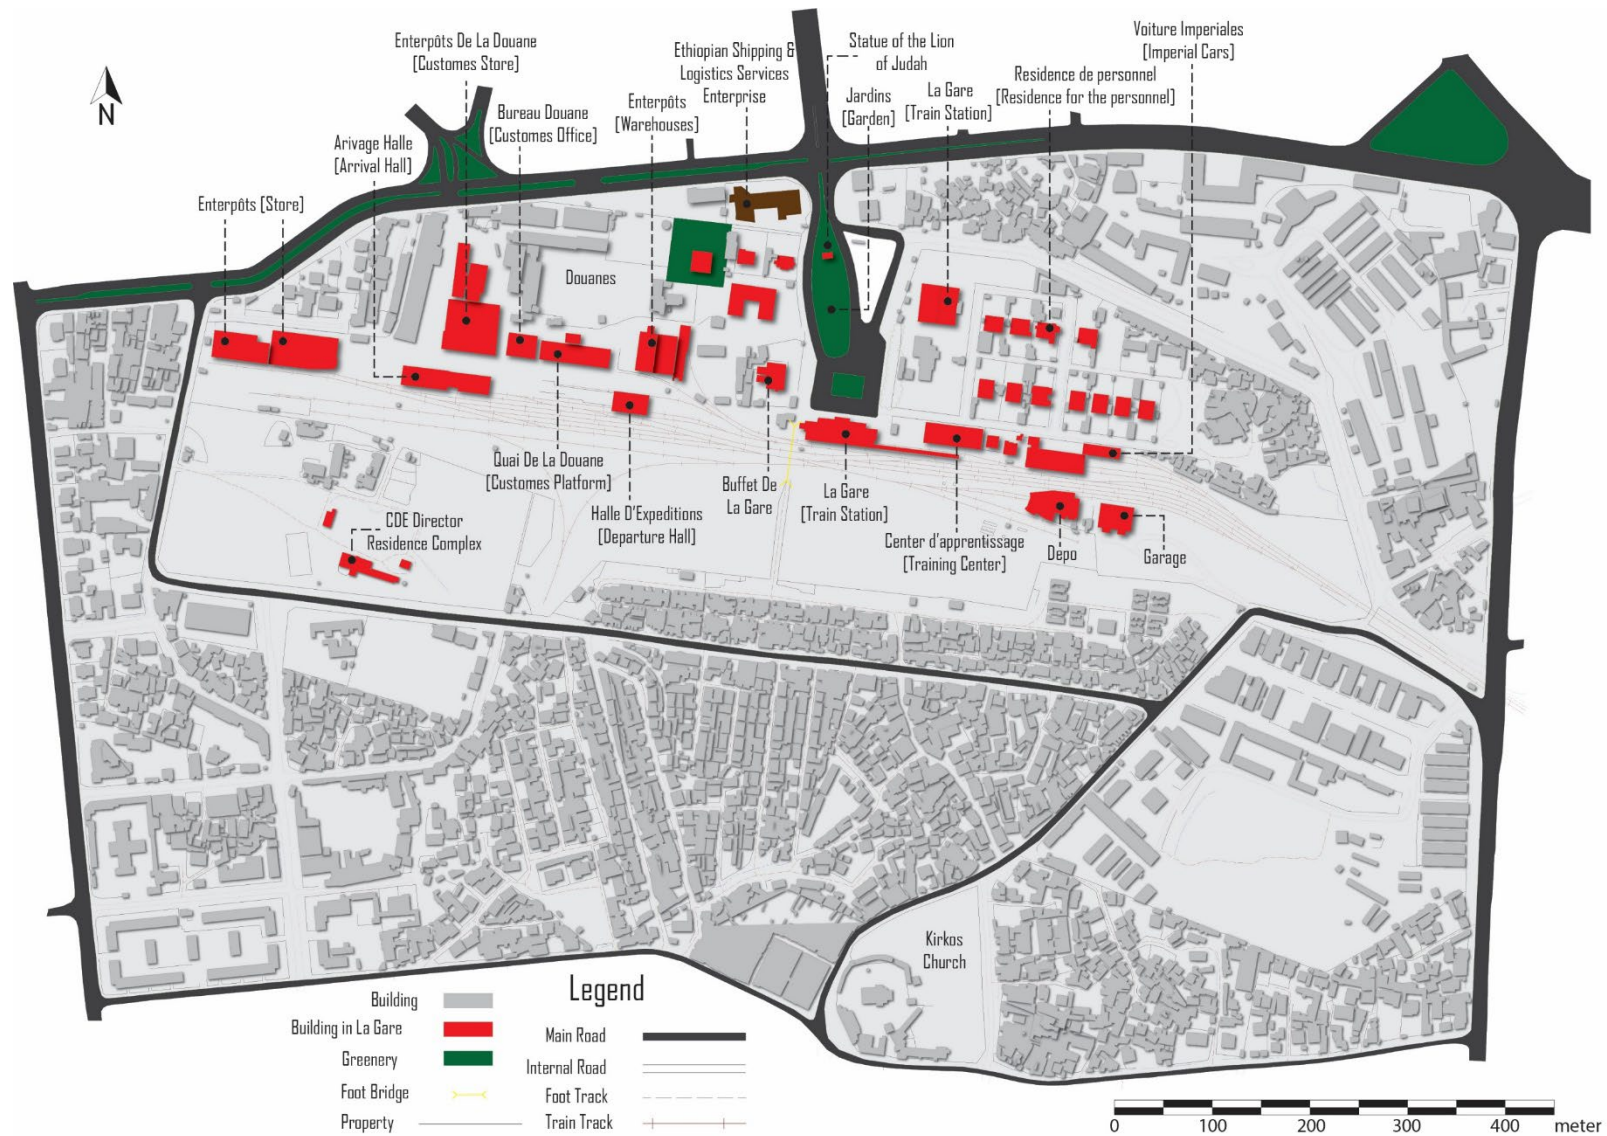 Enterpôts De La Douane
[Customes Store]
Ethiopian Shipping &
Logistics Services
Enterprise
Statue of the Lion
of Judah
Voiture Imperiales
[Imperial Cars]
N
Bureau Douane
[Customes Office]
Enterpôts
[Warehouses]
Jardins
[Garden]
La Gare
[Train Station]
Residence de personnel
[Residence for the personnel]
Arivage Halle
[Arrival Hall]
Enterpôts [Store]
Douanes
Quai De La Douane
[Customes Platform]
Halle D'Expeditions
[Departure Hall]
Buffet De
La Gare
La Gare
[Train Station]
Center d'apprentissage
[Training Center]
Depo
Garage
CDE Director
Residence Complex
Kirkos
Church
Legend
Building
Building in La Gare
Greenery
Foot Bridge
Property
Main Road
Internal Road
Foot Track
Train Track
0 100 200 300 400 meter